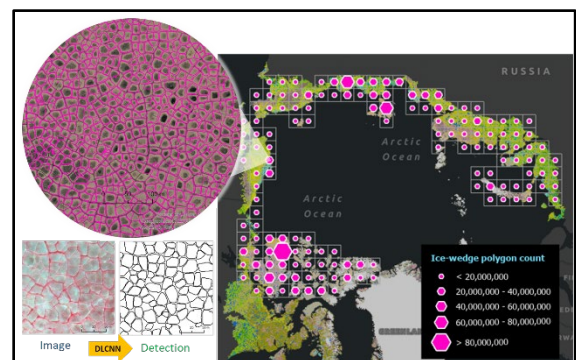 RUSSIA
Arctic
Ocean
Arctic
Ocean
Ice-wedge polygon count
< 20,000,000
20,000,000 - 40,000,000
40,000,000 - 60,000,000
60,000,000 - 80,000,000
> 80,000,000
GREENLAN
Image
DLCNN
Detection